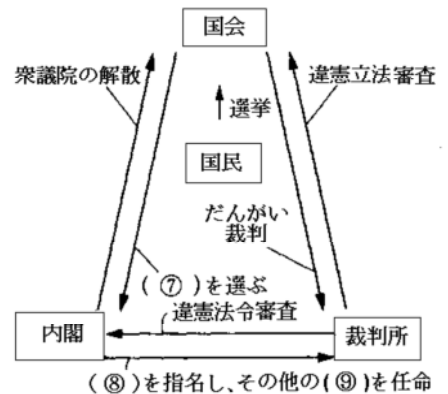 国会
衆議院の解散
違憲立法審査
選挙
国民
だんがい
裁判
(⑦)を選ぶ
違憲法令審査
内閣
裁判所
(⑧)を指名し、その他の(⑨)を任命